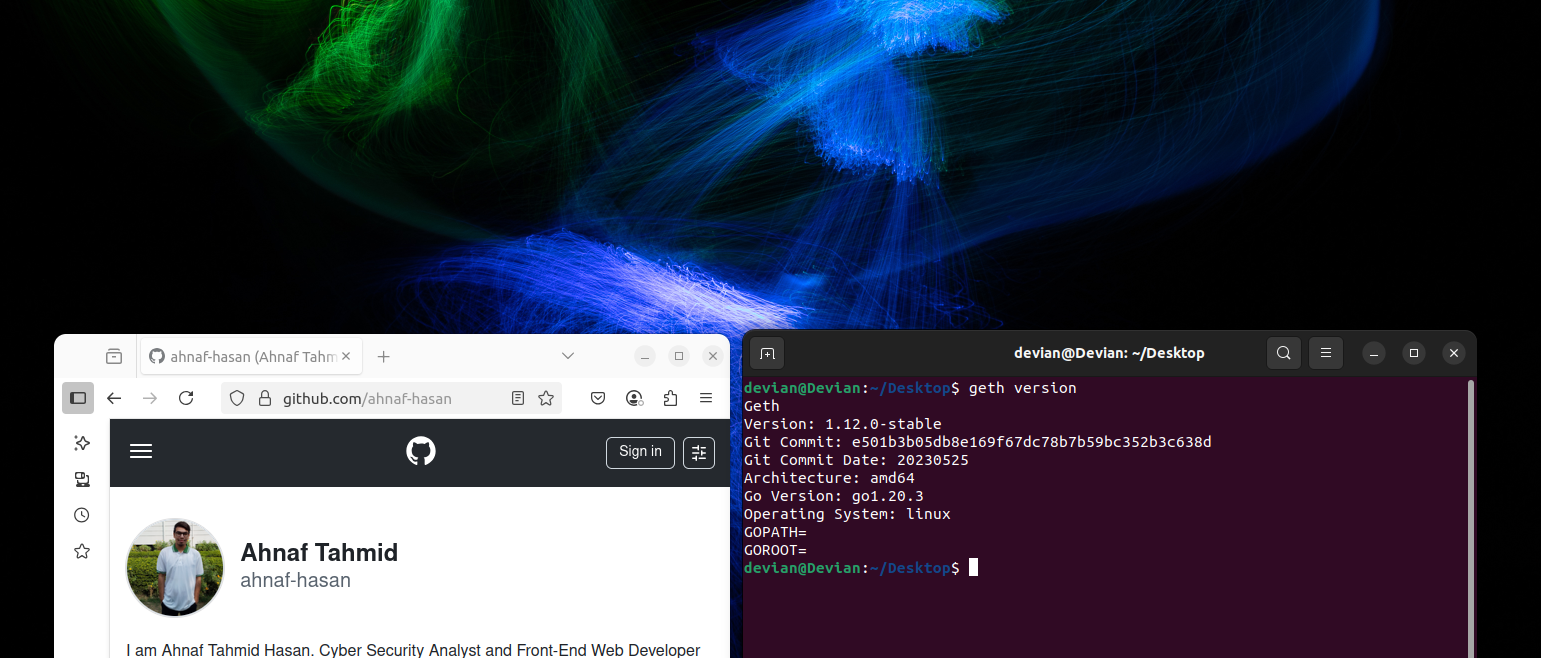 ahnaf-hasan (Ahnaf Tahm
github.com/ahnaf-hasan
Sign in
Ahnaf Tahmid
ahnaf-hasan
I am Ahnaf Tahmid Hasan. Cyber Security Analyst and Front-End Web Developer
devian@Devian: ~/Desktop
devian@Devian:~/Desktop$ geth version
Geth
Version: 1.12.0-stable
Git Commit: e501b3b05db8e169f67dc78b7b59bc352b3c638d
Git Commit Date: 20230525
Architecture: amd64
Go Version: go1.20.3
Operating System: linux
GOPATH=
GOROOT=
devian@Devian:~/Desktop$